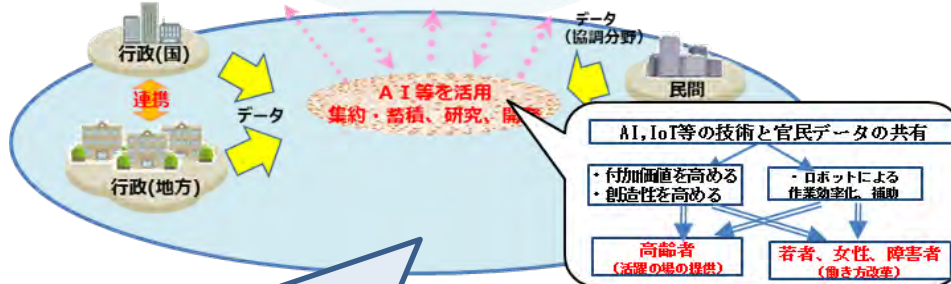 データ
(協調分野)
行政(国)
連携
データ
行政(地方)
AI等を活用
集約・蓄積、研究、開
民間
AI,IoT等の技術と官民データの共有
・付加価値を高める
・創造性を高める
・ロボットによる
作業効率化、補助
高齢者
(活躍の場の提供)
若者、女性、障害者
(働き方改革)